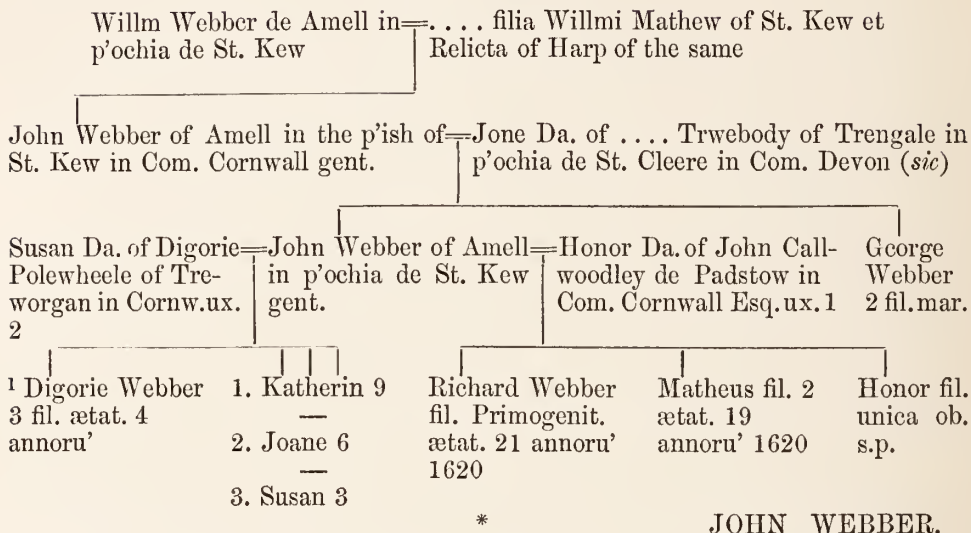 Willm Webber de Amell in=.... filia Willmi Mathew of St. Kew et
p'ochia de St. Kew Relicta of Harp of the same
John Webber of Amell in the p'ish of=Jone Da. of .... Trwebody of Trengale in
St. Kew in Com. Cornwall gent. p'ochia de St. Cleere in Com. Devon (sic)
Susan Da. of Digorie=John Webber of Amell=Honor Da. of John Call-
Polewheele of Tre- in p'ochia de St. Kew woodley de Padstow in
worgan in Cornw. ux. gent. Com. Cornwall Esq. ux. 1
2
George
Webber
2 fil. mar.
1 Digorie Webber
3 fil. ætat. 4
annoru'
1. Katherin 9
—
2. Joane 6
—
3. Susan 3
Richard Webber
fil. Primogenit.
ætat. 21 annoru'
1620
Matheus fil. 2
ætat. 19
annoru' 1620
Honor fil.
unica ob.
s.p.
* JOHN WEBBER.